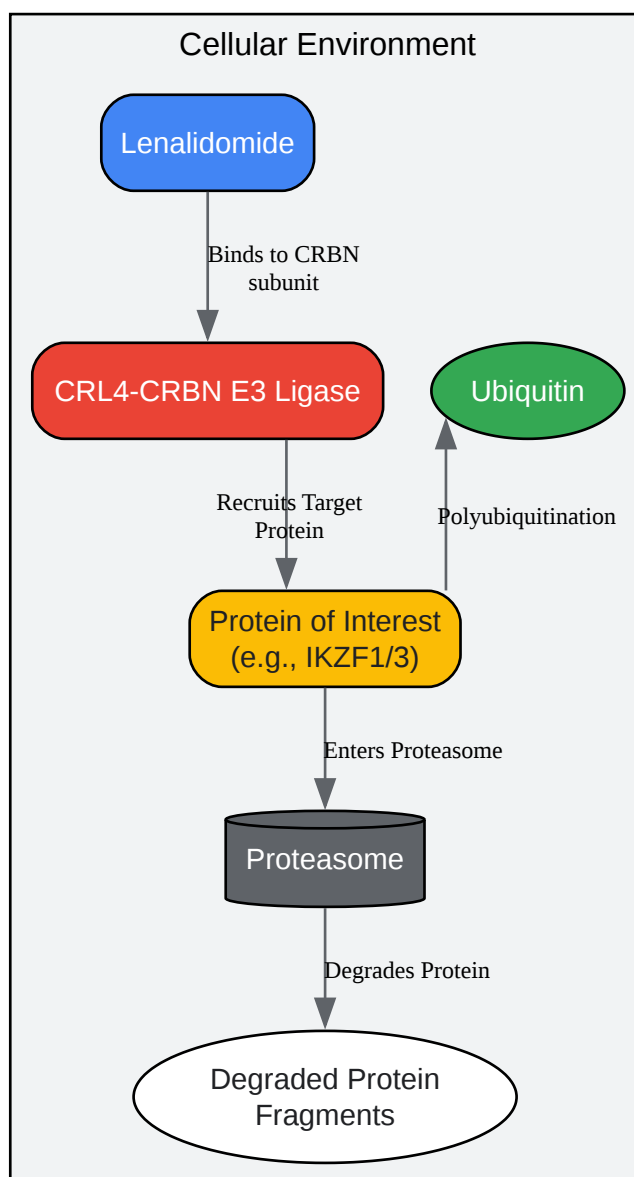 Cellular Environment
Lenalidomide
Binds to CRBN
subunit
CRL4-CRBN E3 Ligase
Ubiquitin
Recruits Target
Protein
Polyubiquitination
Protein of Interest
(e.g., IKZF1/3)
Enters Proteasome
Proteasome
Degrades Protein
Degraded Protein
Fragments